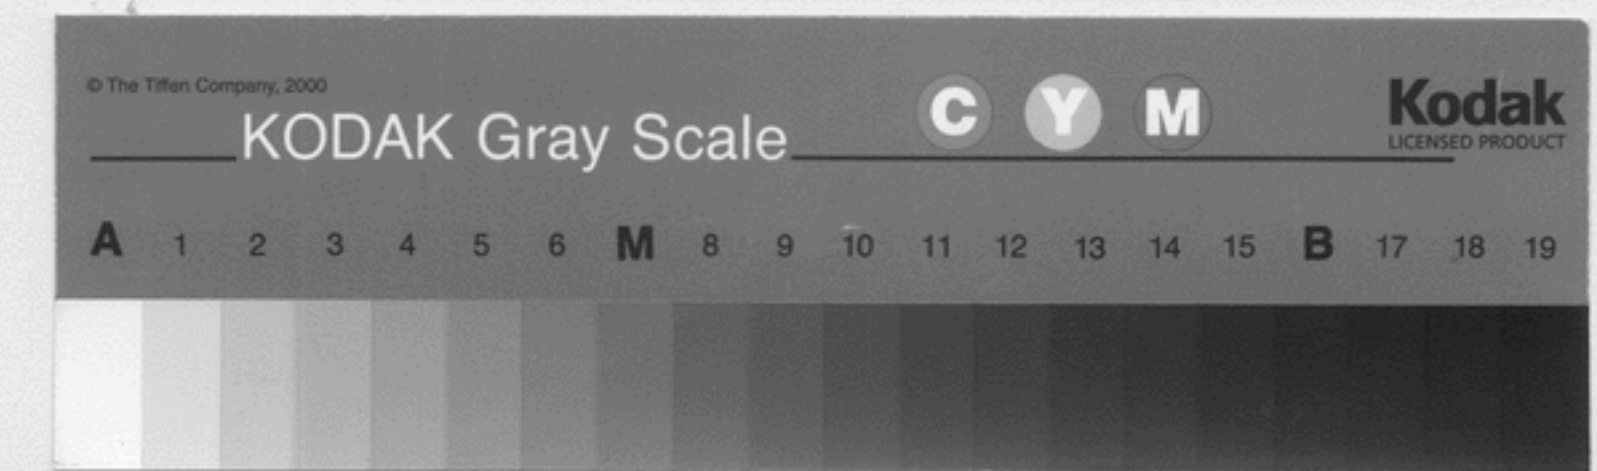 © The Tiffen Company, 2000
KODAK Gray Scale
C Y M
Kodak
LICENSED PRODUCT
A 1 2 3 4 5 6 M 8 9 10 11 12 13 14 15 B 17 18 19